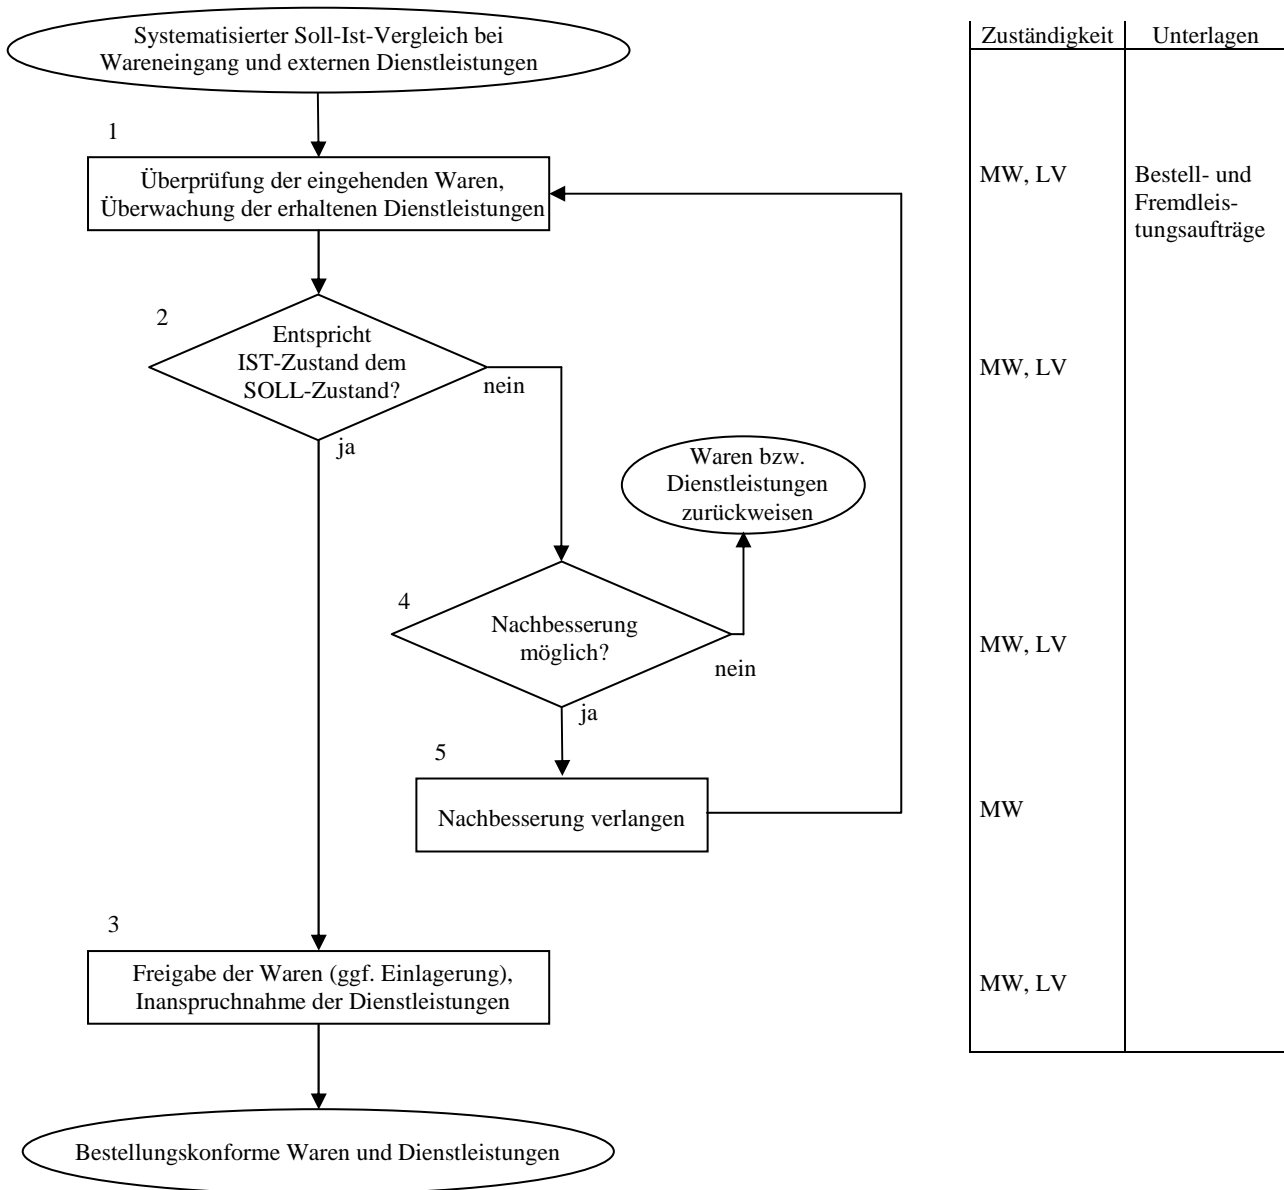 Systematisierter Soll-Ist-Vergleich bei
Wareneingang und externen Dienstleistungen
Zuständigkeit
Unterlagen
1
Überprüfung der eingehenden Waren,
Überwachung der erhaltenen Dienstleistungen
MW, LV
Bestell- und
Fremdleis-
tungsaufträge
2
Entspricht
IST-Zustand dem
SOLL-Zustand?
nein
ja
MW, LV
Waren bzw.
Dienstleistungen
zurückweisen
4
Nachbesserung
möglich?
nein
ja
MW, LV
5
Nachbesserung verlangen
MW
3
Freigabe der Waren (ggf. Einlagerung),
Inanspruchnahme der Dienstleistungen
MW, LV
Bestellungskonforme Waren und Dienstleistungen